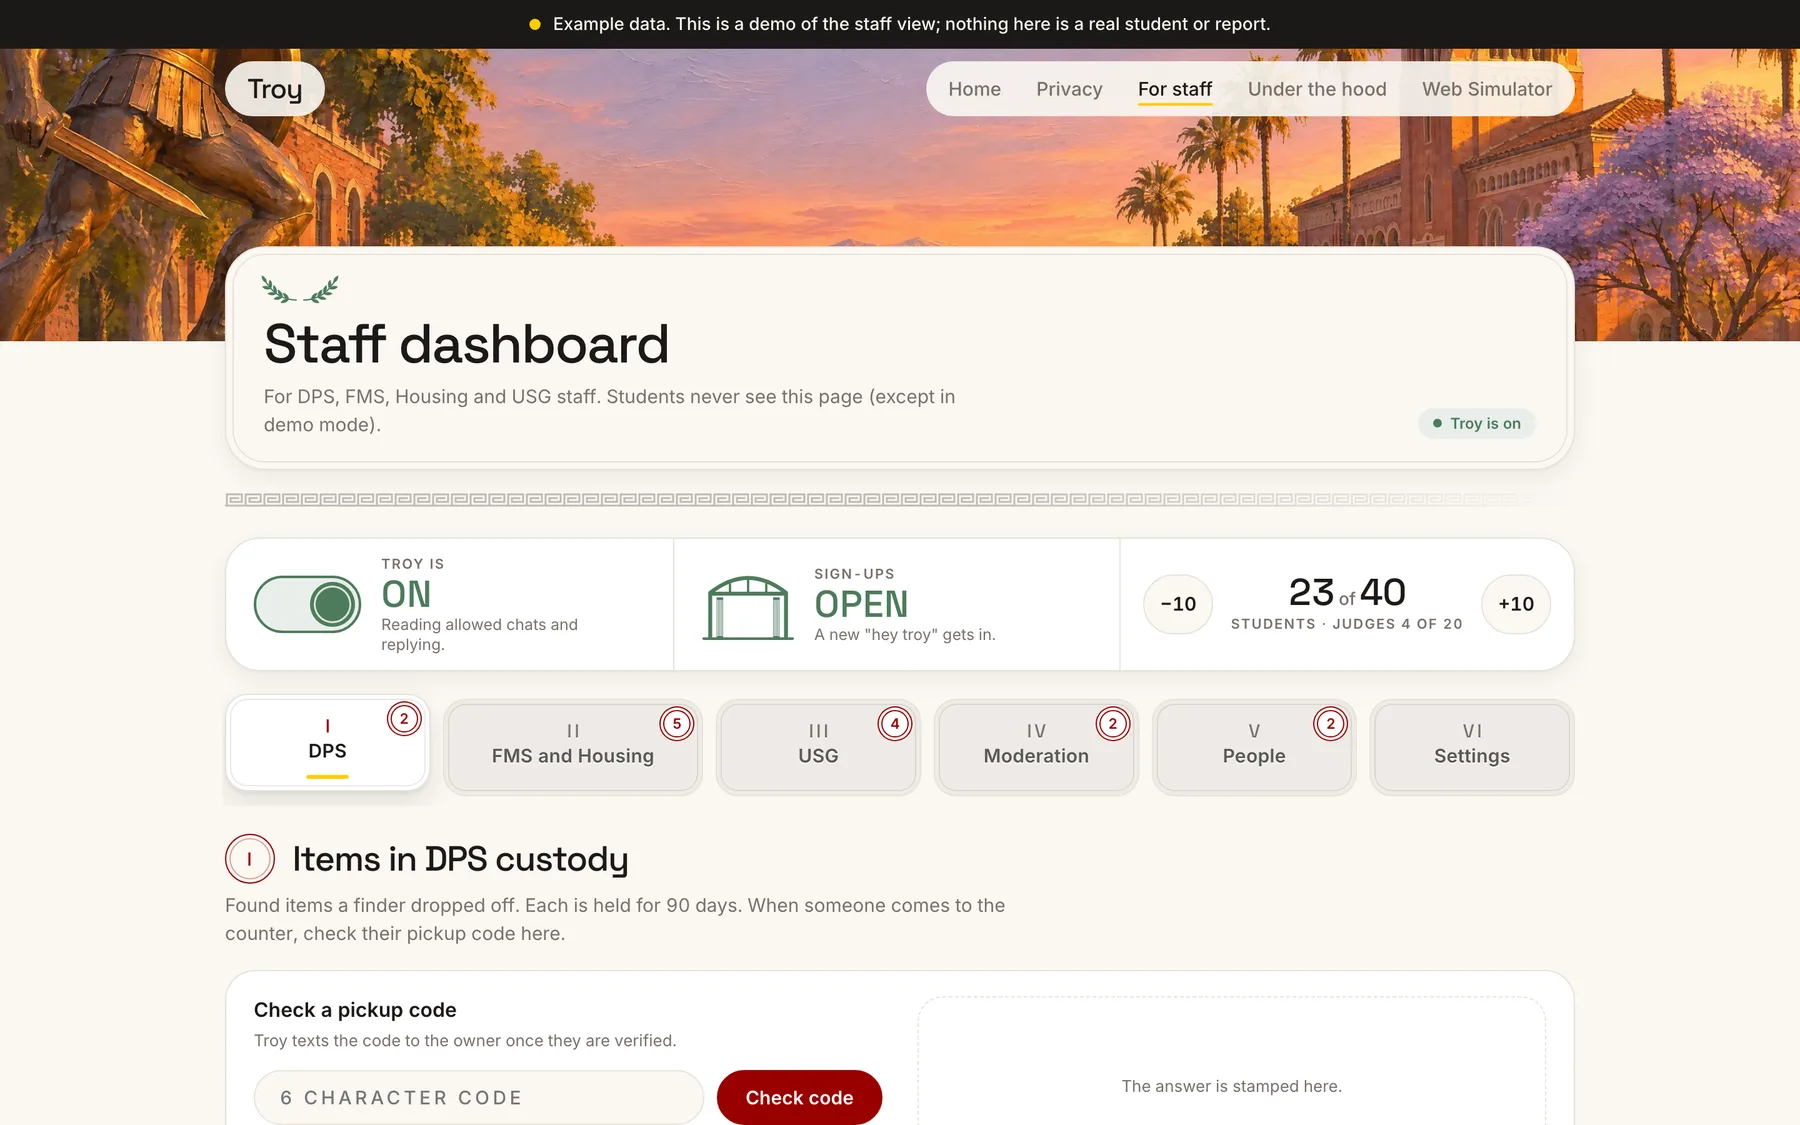 Example data. This is a demo of the staff view; nothing here is a real student or report.
Troy
Home
Privacy
For staff
Under the hood
Web Simulator
Staff dashboard
For DPS, FMS, Housing and USG staff. Students never see this page (except in
demo mode).
Troy is on
TROY IS
ON
Reading allowed chats and
replying.
SIGN-UPS
OPEN
A new "hey troy" gets in.
−10
23 of 40
STUDENTS · JUDGES 4 OF 20
+10
I
DPS
2
II
FMS and Housing
5
III
USG
4
IV
Moderation
2
V
People
2
VI
Settings
I
Items in DPS custody
Found items a finder dropped off. Each is held for 90 days. When someone comes to the
counter, check their pickup code here.
Check a pickup code
Troy texts the code to the owner once they are verified.
6 CHARACTER CODE
Check code
The answer is stamped here.